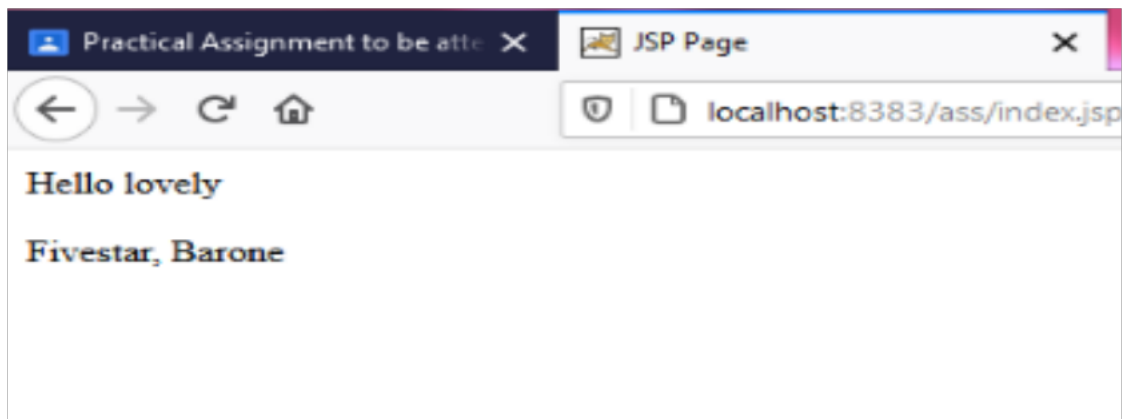 Practical Assignment to be atte
JSP Page
localhost:8383/ass/index.jsp
Hello lovely
Fivestar, Barone